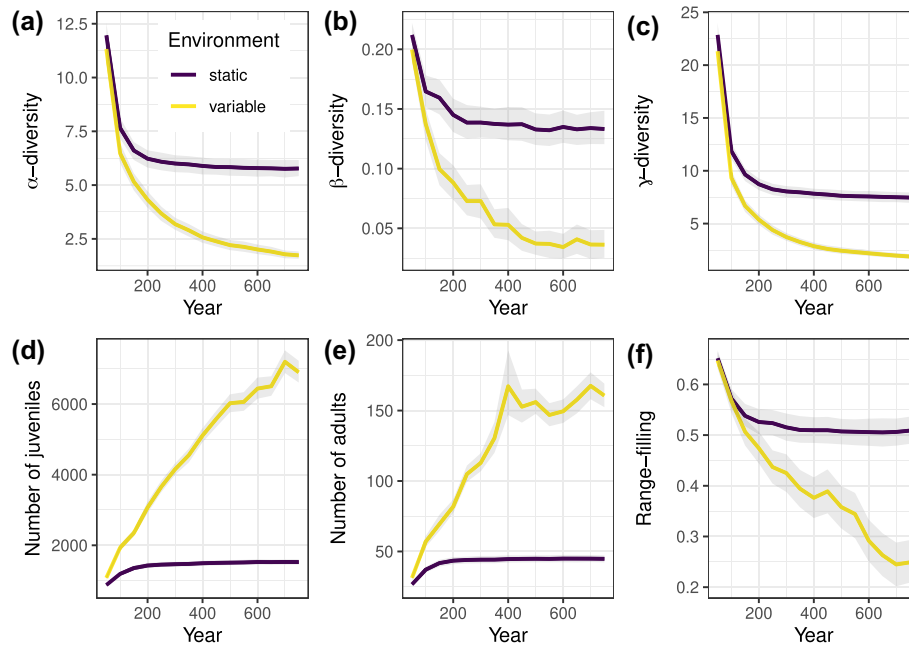 (a)
12.5
10.0
7.5
5.0
2.5
α−diversity
200
400
600
Year
Environment
static
variable
(b)
0.20
0.15
0.10
0.05
β−diversity
200
400
600
Year
(c)
25
20
15
10
5
γ−diversity
200
400
600
Year
(d)
6000
4000
2000
Number of juveniles
200
400
600
Year
(e)
200
150
100
50
Number of adults
200
400
600
Year
(f)
0.6
0.5
0.4
0.3
0.2
Range−filling
200
400
600
Year